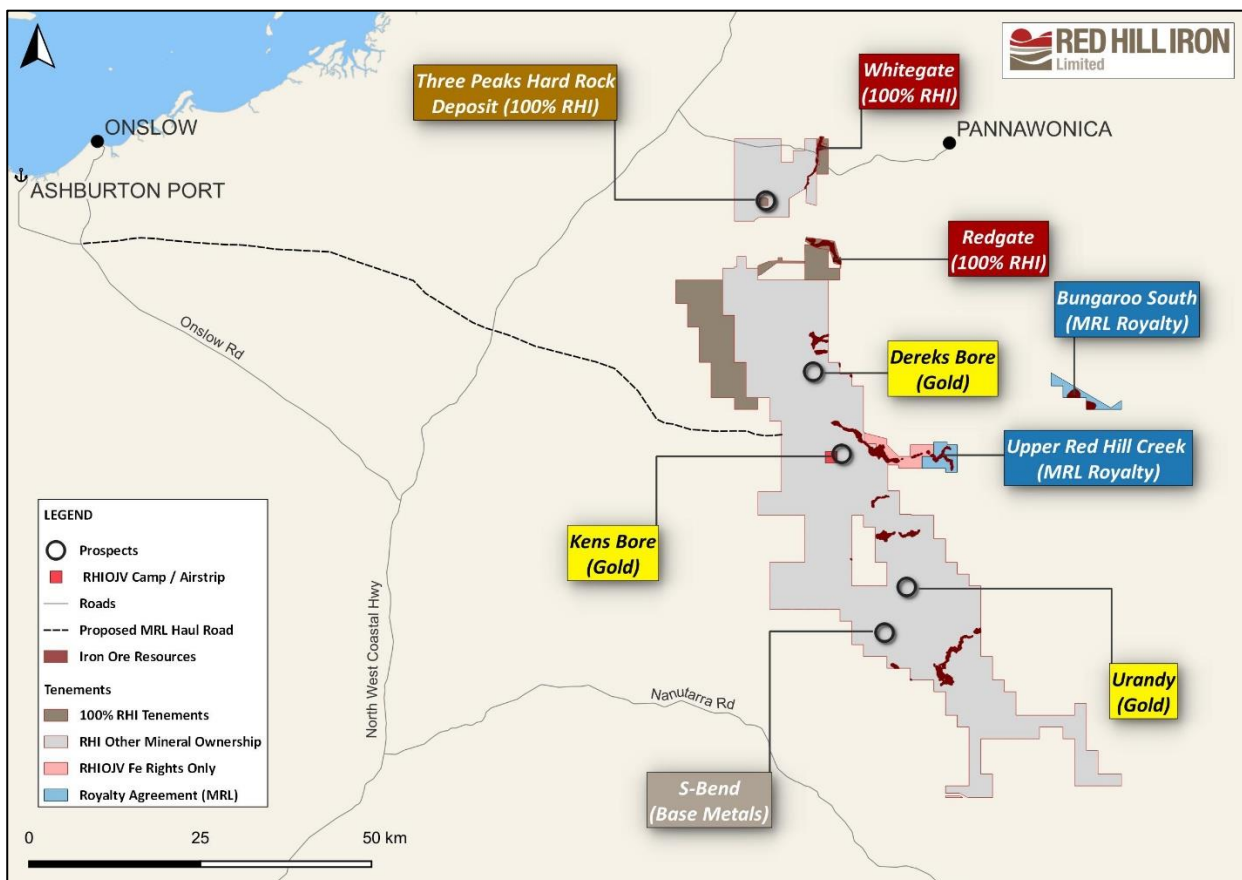 RED HILL IRON
Limited
Three Peaks Hard Rock
Deposit (100% RHI)
Whitegate
(100% RHI)
ONSLOW
PANNAWONICA
ASHBURTON PORT
Redgate
(100% RHI)
Bungaroo South
(MRL Royalty)
Onslow Rd
Dereks Bore
(Gold)
Upper Red Hill Creek
(MRL Royalty)
Kens Bore
(Gold)
North West Coastal Hwy
Nanutarra Rd
Urandy
(Gold)
S-Bend
(Base Metals)
LEGEND
Prospects
RHIOJV Camp / Airstrip
Roads
Proposed MRL Haul Road
Iron Ore Resources
Tenements
100% RHI Tenements
RHI Other Mineral Ownership
RHIOJV Fe Rights Only
Royalty Agreement (MRL)
0 25 50 km